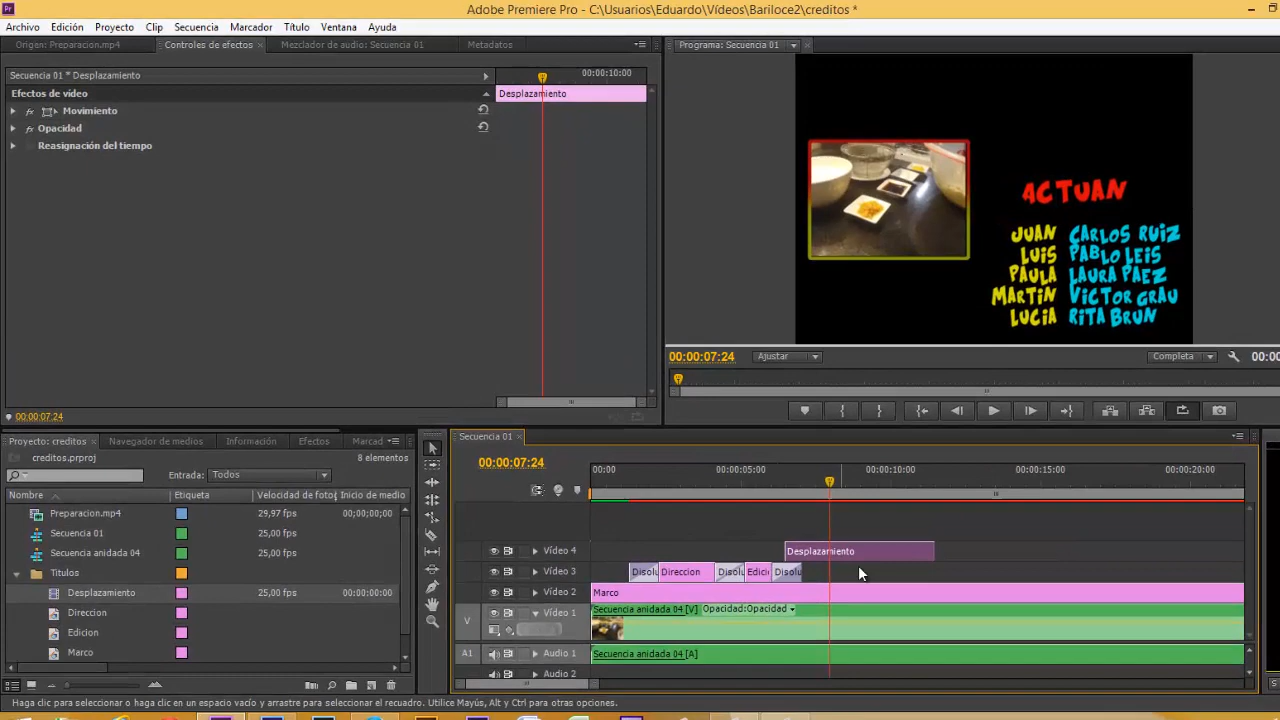 Adobe Premiere Pro - C:\Usuarios\Eduardo\Vídeos\Bariloce2\creditos *
Archivo Edición Proyecto Clip Secuencia Marcador Título Ventana Ayuda
Origen: Preparacion.mp4 Controles de efectos Mezclador de audio: Secuencia 01 Metadatos
Programa: Secuencia 01
Secuencia 01 * Desplazamiento
00:00:10:00
Efectos de vídeo
Desplazamiento
Movimiento
Opacidad
Reasignación del tiempo
ACTUAN
JUAN CARLOS RUIZ
LUIS PABLO LEIS
PAULA LAURA PAEZ
MARTIN VICTOR GRAU
LUCIA RITA BRUN
00:00:07:24 Ajustar Completa 00:00
00:00:07:24
Proyecto: creditos Navegador de medios Información Efectos Marcad
creditos.prproj 8 elementos
Entrada: Todos
Nombre Etiqueta Velocidad de foto Inicio de medio
Preparacion.mp4 29,97 fps 00;00;00;00
Secuencia 01 25,00 fps
Secuencia anidada 04 25,00 fps
Titulos
Desplazamiento 25,00 fps 00:00:00:00
Direccion
Edicion
Marco
Secuencia 01
00:00:07:24
00:00 00:00:05:00 00:00:10:00 00:00:15:00 00:00:20:00
Vídeo 4 Desplazamiento
Vídeo 3 Disolu Direccion Disolu Edici Disolu
Vídeo 2 Marco
V Vídeo 1 Secuencia anidada 04 [V] Opacidad:Opacidad
A1 Audio 1 Secuencia anidada 04 [A]
Audio 2
Haga clic para seleccionar o haga clic en un espacio vacío y arrastre para seleccionar el recuadro. Utilice Mayús, Alt y Ctrl para otras opciones.